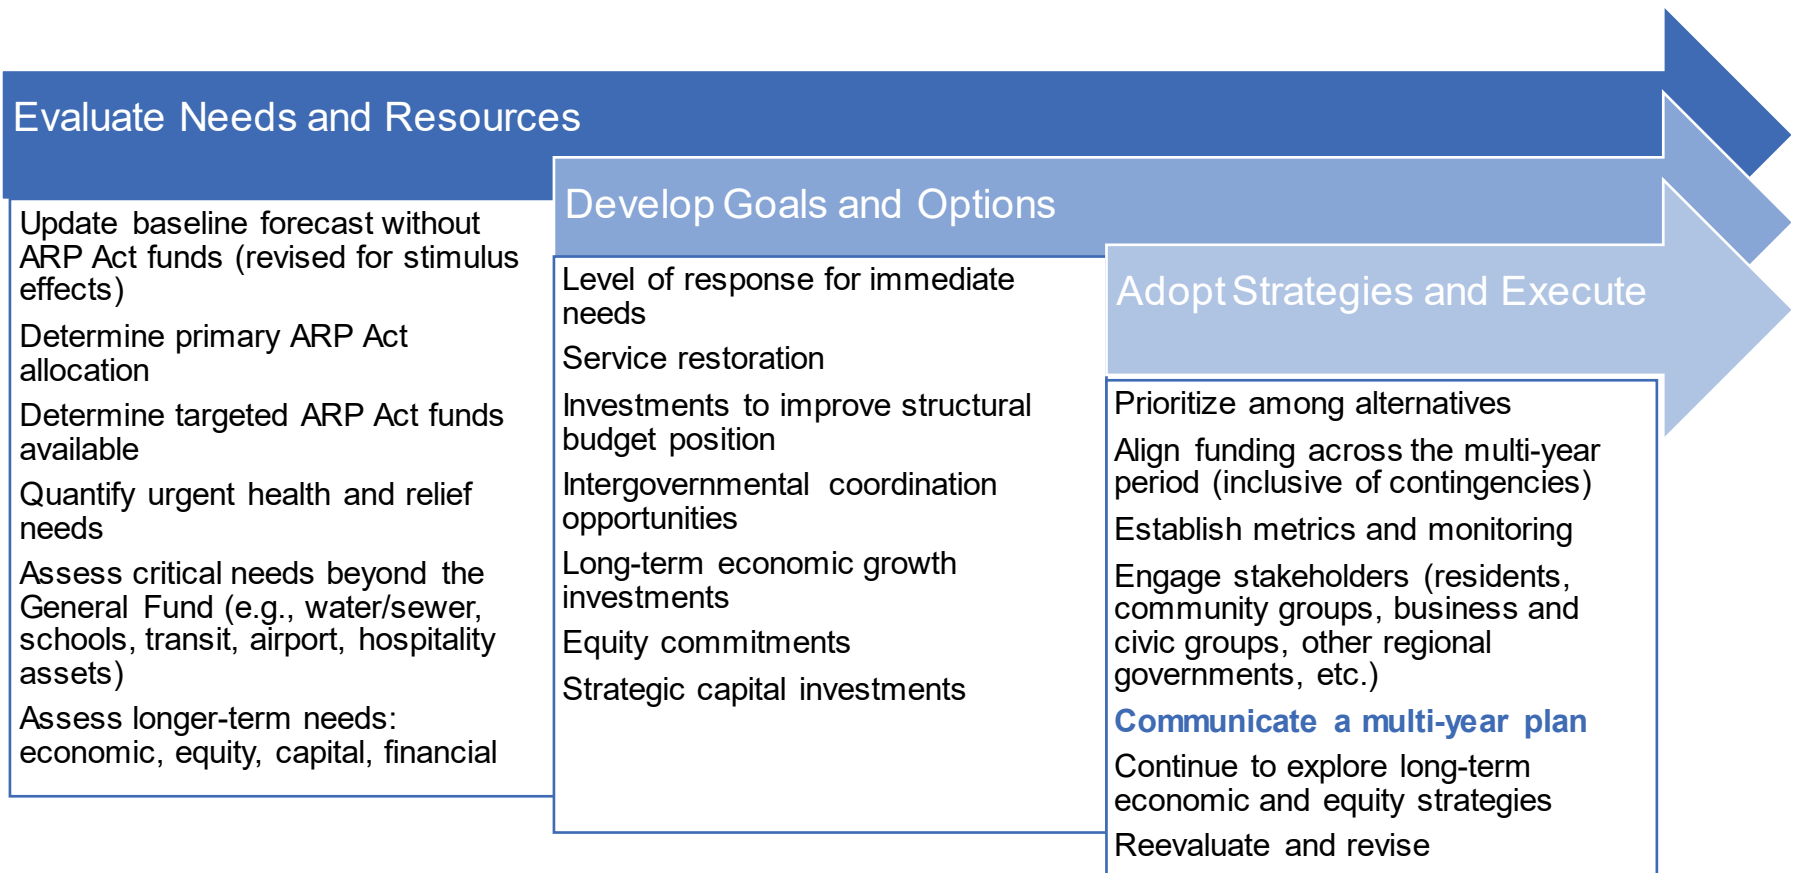 Evaluate Needs and Resources
Update baseline forecast without
ARP Act funds (revised for stimulus
effects)
Determine primary ARP Act
allocation
Determine targeted ARP Act funds
available
Quantify urgent health and relief
needs
Assess critical needs beyond the
General Fund (e.g., water/sewer,
schools, transit, airport, hospitality
assets)
Assess longer-term needs:
economic, equity, capital, financial
Develop Goals and Options
Level of response for immediate
needs
Service restoration
Investments to improve structural
budget position
Intergovernmental coordination
opportunities
Long-term economic growth
investments
Equity commitments
Strategic capital investments
Adopt Strategies and Execute
Prioritize among alternatives
Align funding across the multi-year
period (inclusive of contingencies)
Establish metrics and monitoring
Engage stakeholders (residents,
community groups, business and
civic groups, other regional
governments, etc.)
Communicate a multi-year plan
Continue to explore long-term
economic and equity strategies
Reevaluate and revise